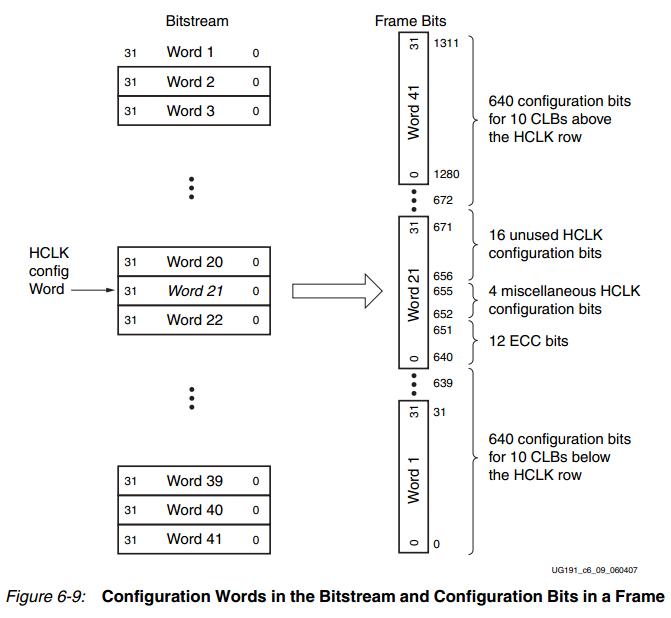 Bitstream
Frame Bits
31 Word 1 0
31 Word 2 0
31 Word 3 0
HCLK
config
Word
31 Word 20 0
31 Word 21 0
31 Word 22 0
31 Word 39 0
31 Word 40 0
31 Word 41 0
31 Word 41 0
1311
1280
672
31 Word 21 0
671
656
655
652
651
640
639
31 Word 1 0
31
0
640 configuration bits
for 10 CLBs above
the HCLK row
16 unused HCLK
configuration bits
4 miscellaneous HCLK
configuration bits
12 ECC bits
640 configuration bits
for 10 CLBs below
the HCLK row
UG191_c6_09_060407
Figure 6-9: Configuration Words in the Bitstream and Configuration Bits in a Frame